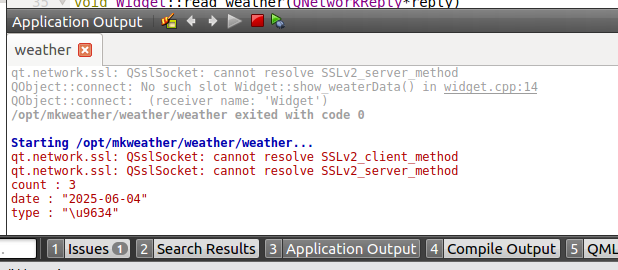 35 void Widget::read_weather(QNetworkReply*reply)
Application Output
weather
qt.network.ssl: QSslSocket: cannot resolve SSLv2_server_method
QObject::connect: No such slot Widget::show_weaterData() in widget.cpp:14
QObject::connect:  (receiver name: 'Widget')
/opt/mkweather/weather/weather exited with code 0
Starting /opt/mkweather/weather/weather...
qt.network.ssl: QSslSocket: cannot resolve SSLv2_client_method
qt.network.ssl: QSslSocket: cannot resolve SSLv2_server_method
count : 3
date : "2025-06-04"
type : "\u9634"
1 Issues 1 2 Search Results 3 Application Output 4 Compile Output 5 QML